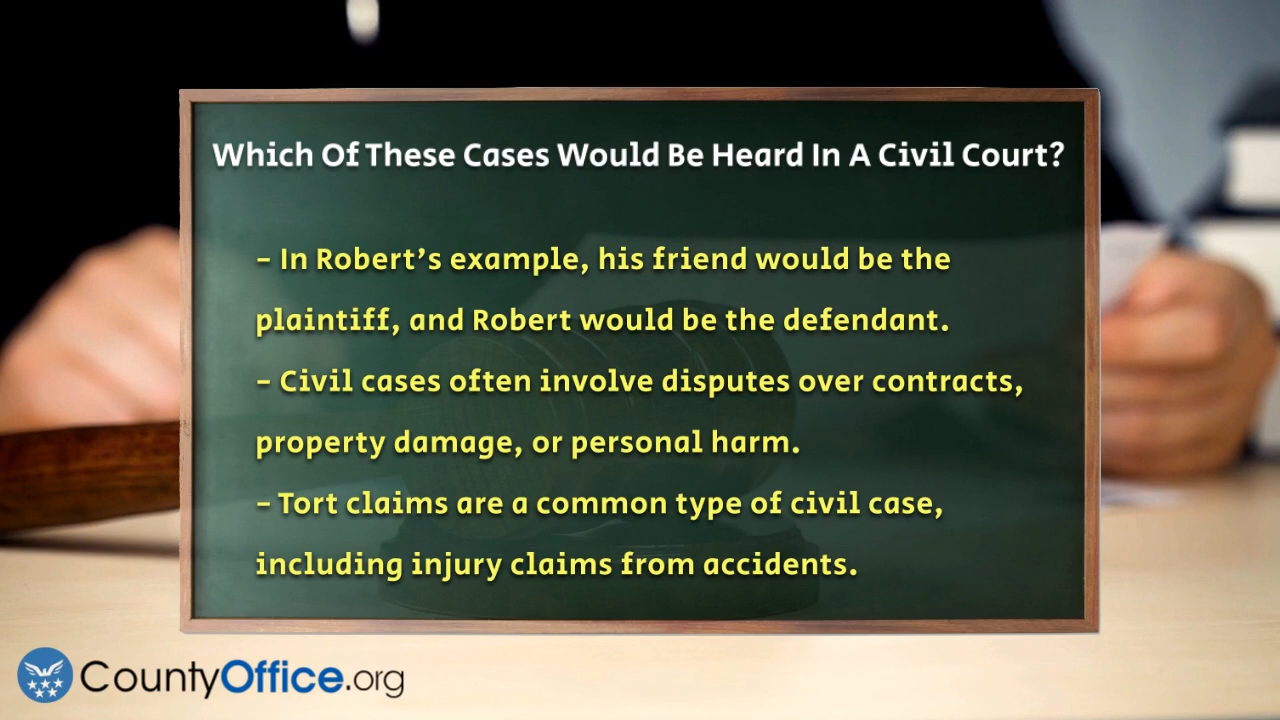 Which Of These Cases Would Be Heard In A Civil Court?
– In Robert's example, his friend would be the
plaintiff, and Robert would be the defendant.
– Civil cases often involve disputes over contracts,
property damage, or personal harm.
– Tort claims are a common type of civil case,
including injury claims from accidents.
CountyOffice.org